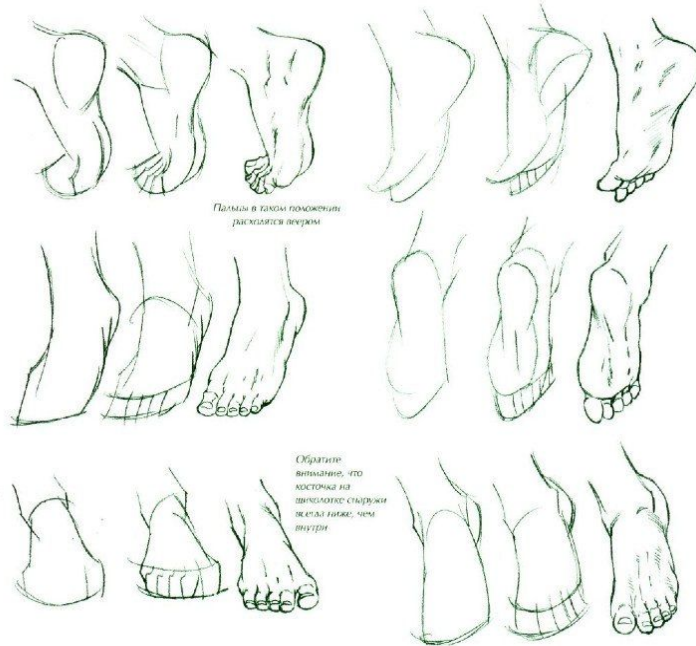 Пальцы в таком положении
расходятся веером
Обратите
внимание, что
косточка на
щиколотке снаружи
всегда ниже, чем
внутри